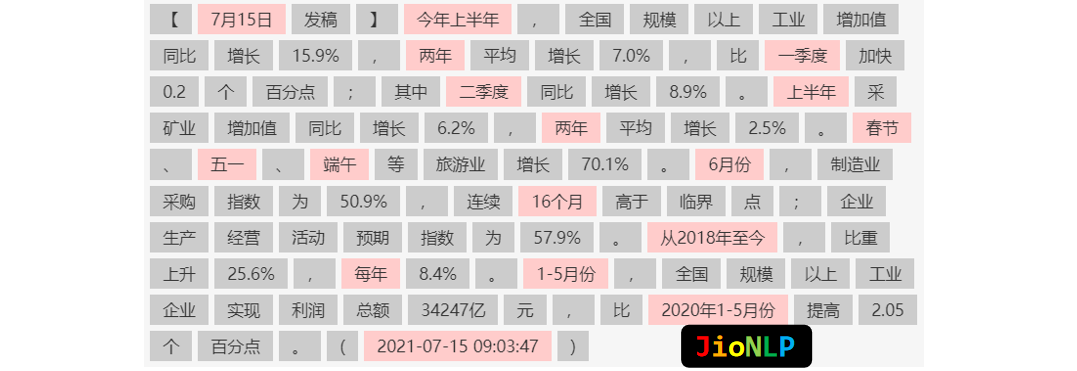 【 7月15日 发稿 】 今年上半年 , 全国 规模 以上 工业 增加值
同比 增长 15.9% , 两年 平均 增长 7.0% , 比 一季度 加快
0.2 个 百分点 ; 其中 二季度 同比 增长 8.9% 。 上半年 采
矿业 增加值 同比 增长 6.2% , 两年 平均 增长 2.5% 。 春节
、 五一 、 端午 等 旅游业 增长 70.1% 。 6月份 , 制造业
采购 指数 为 50.9% , 连续 16个月 高于 临界 点 ; 企业
生产 经营 活动 预期 指数 为 57.9% 。 从2018年至今 , 比重
上升 25.6% , 每年 8.4% 。 1-5月份 , 全国 规模 以上 工业
企业 实现 利润 总额 34247亿 元 , 比 2020年1-5月份 提高 2.05
个 百分点 。 ( 2021-07-15 09:03:47 )
JioNLP